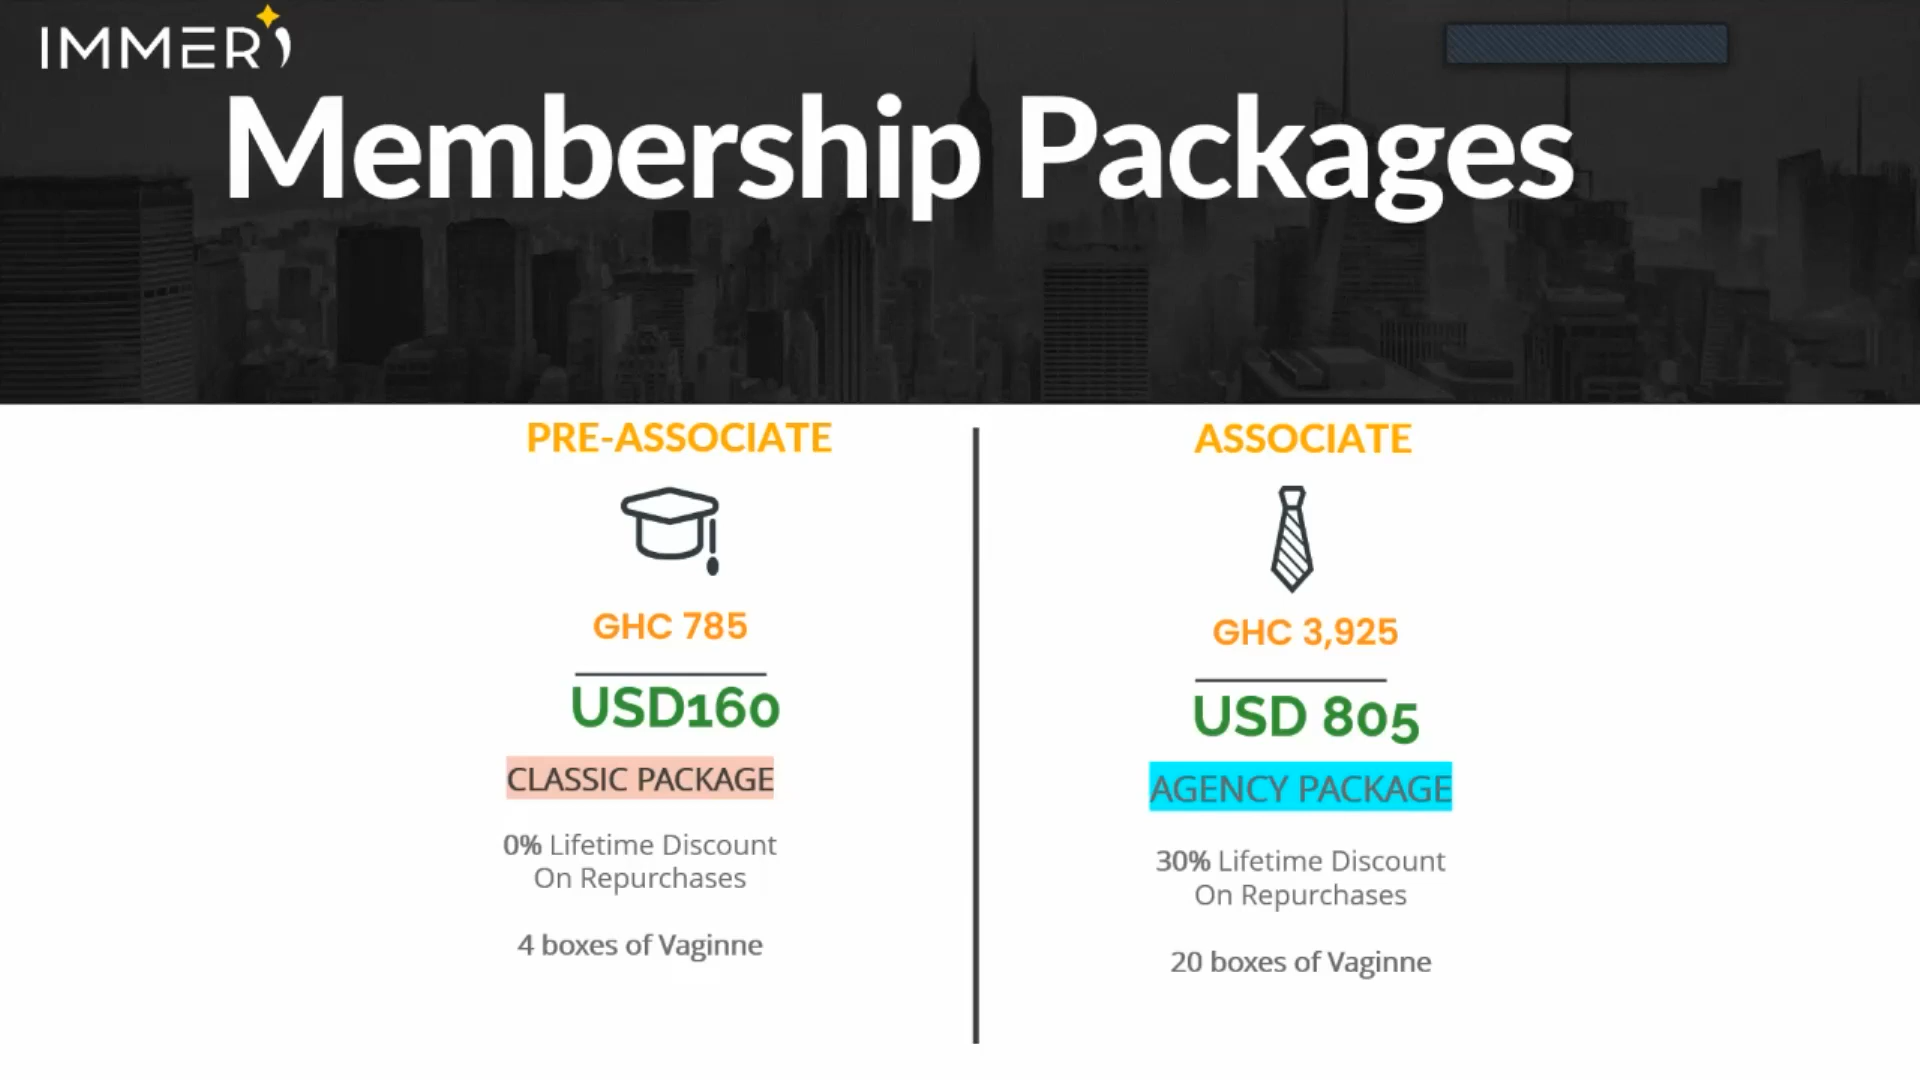 IMMERI
Membership Packages
PRE-ASSOCIATE
GHC 785
USD160
CLASSIC PACKAGE
0% Lifetime Discount
On Repurchases
4 boxes of Vaginne
ASSOCIATE
GHC 3,925
USD 805
AGENCY PACKAGE
30% Lifetime Discount
On Repurchases
20 boxes of Vaginne